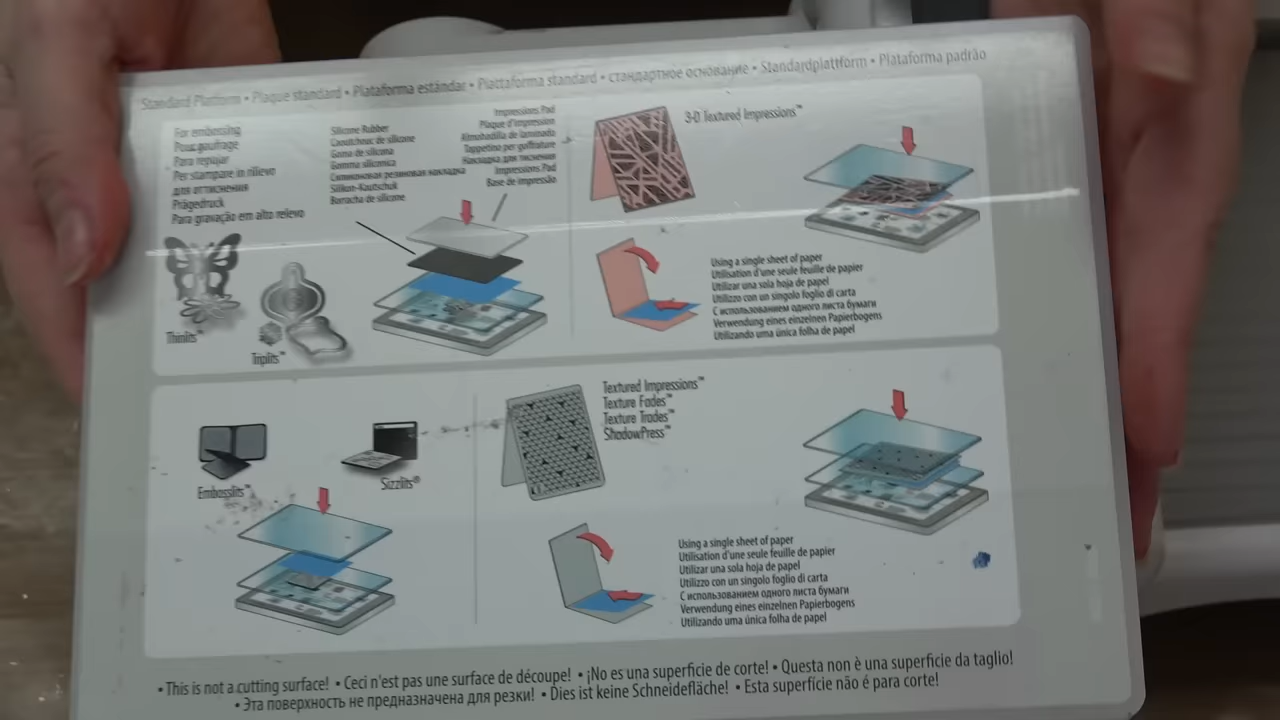 Standard Platform • Plaque standard • Plataforma estándar • Piattaforma standard • стандартное основание • Standardplattform • Plataforma padrão
For embossing
Pour gaufrage
Para repujar
Per stampare in rilievo
для оттиснения
Prägedruck
Para gravação em alto relevo
Silicone Rubber
Caoutchouc de silicone
Goma de silicona
Gomma siliconica
Силиконовая резиновая накладка
Silikon-Kautschuk
Borracha de silicone
Impressions Pad
Plaque d'impression
Almohadilla de laminado
Tappetino per goffrature
Накладка для тиснения
Impressions Pad
Base de impressão
Thinlits™
Triplits™
3-D Textured Impressions™
Using a single sheet of paper
Utilisation d'une seule feuille de papier
Utilizar una sola hoja de papel
Utilizzo con un singolo foglio di carta
С использованием одного листа бумаги
Verwendung eines einzelnen Papierbogens
Utilizando uma única folha de papel
Embosslits™
Sizzlits®
Textured Impressions™
Texture Fades™
Texture Trades™
ShadowPress™
Using a single sheet of paper
Utilisation d'une seule feuille de papier
Utilizar una sola hoja de papel
Utilizzo con un singolo foglio di carta
С использованием одного листа бумаги
Verwendung eines einzelnen Papierbogens
Utilizando uma única folha de papel
• This is not a cutting surface! • Ceci n'est pas une surface de découpe! • ¡No es una superficie de corte! • Questa non è una superficie da taglio!
• Эта поверхность не предназначена для резки! • Dies ist keine Schneidefläche! • Esta superfície não é para corte!